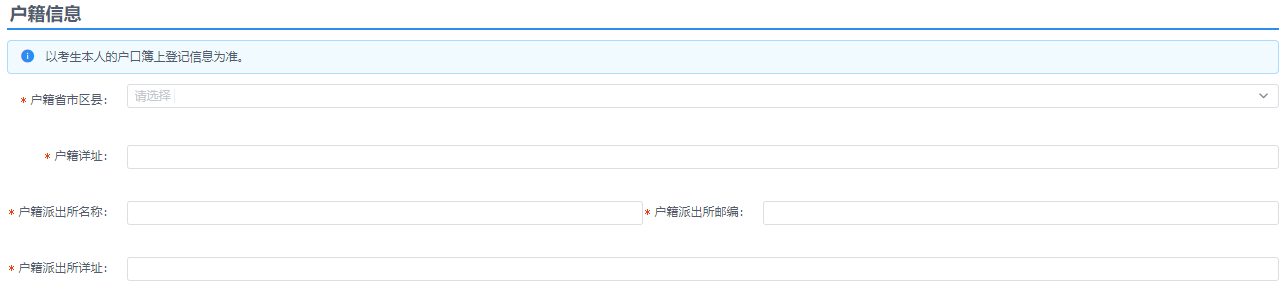 户籍信息
以考生本人的户口簿上登记信息为准。
* 户籍省市区县: 请选择
* 户籍详址:
* 户籍派出所名称: * 户籍派出所邮编:
* 户籍派出所详址: